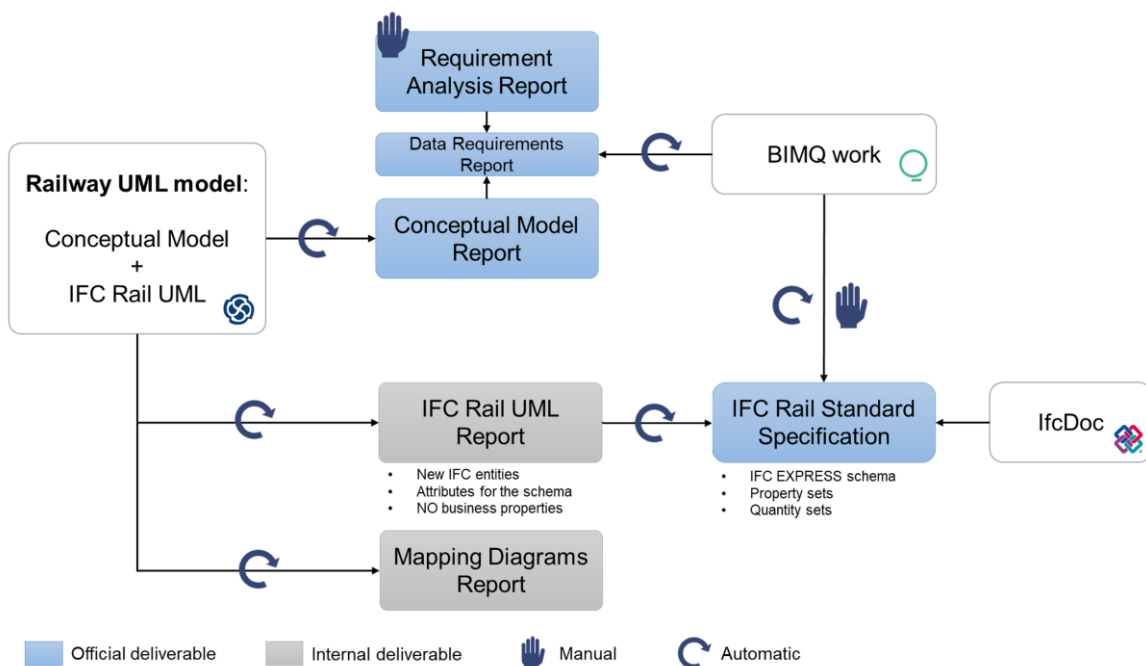 Requirement
Analysis Report
Data Requirements
Report
BIMQ work
Railway UML model:
Conceptual Model
+
IFC Rail UML
Conceptual Model
Report
IFC Rail UML
Report
• New IFC entities
• Attributes for the schema
• NO business properties
IFC Rail Standard
Specification
• IFC EXPRESS schema
• Property sets
• Quantity sets
IfcDoc
Mapping Diagrams
Report
Official deliverable
Internal deliverable
Manual
Automatic